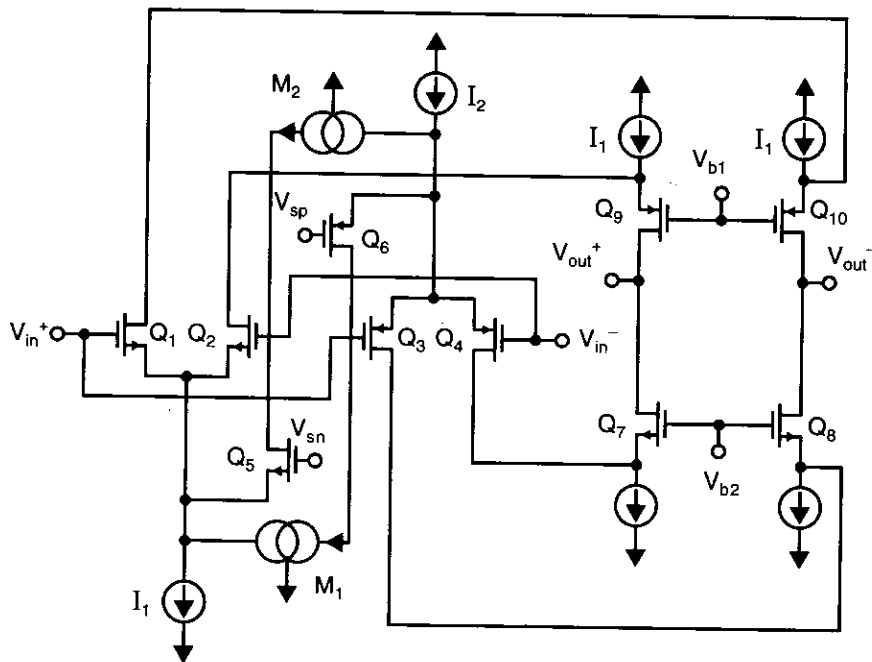 M2
I2
I1
Vb1
I1
Vsp
Q6
Q9
Q10
Vout+
Vout-
Vin+
Q1
Q2
Q3
Q4
Vin-
Vsn
Q5
Q7
Q8
Vb2
M1
I1